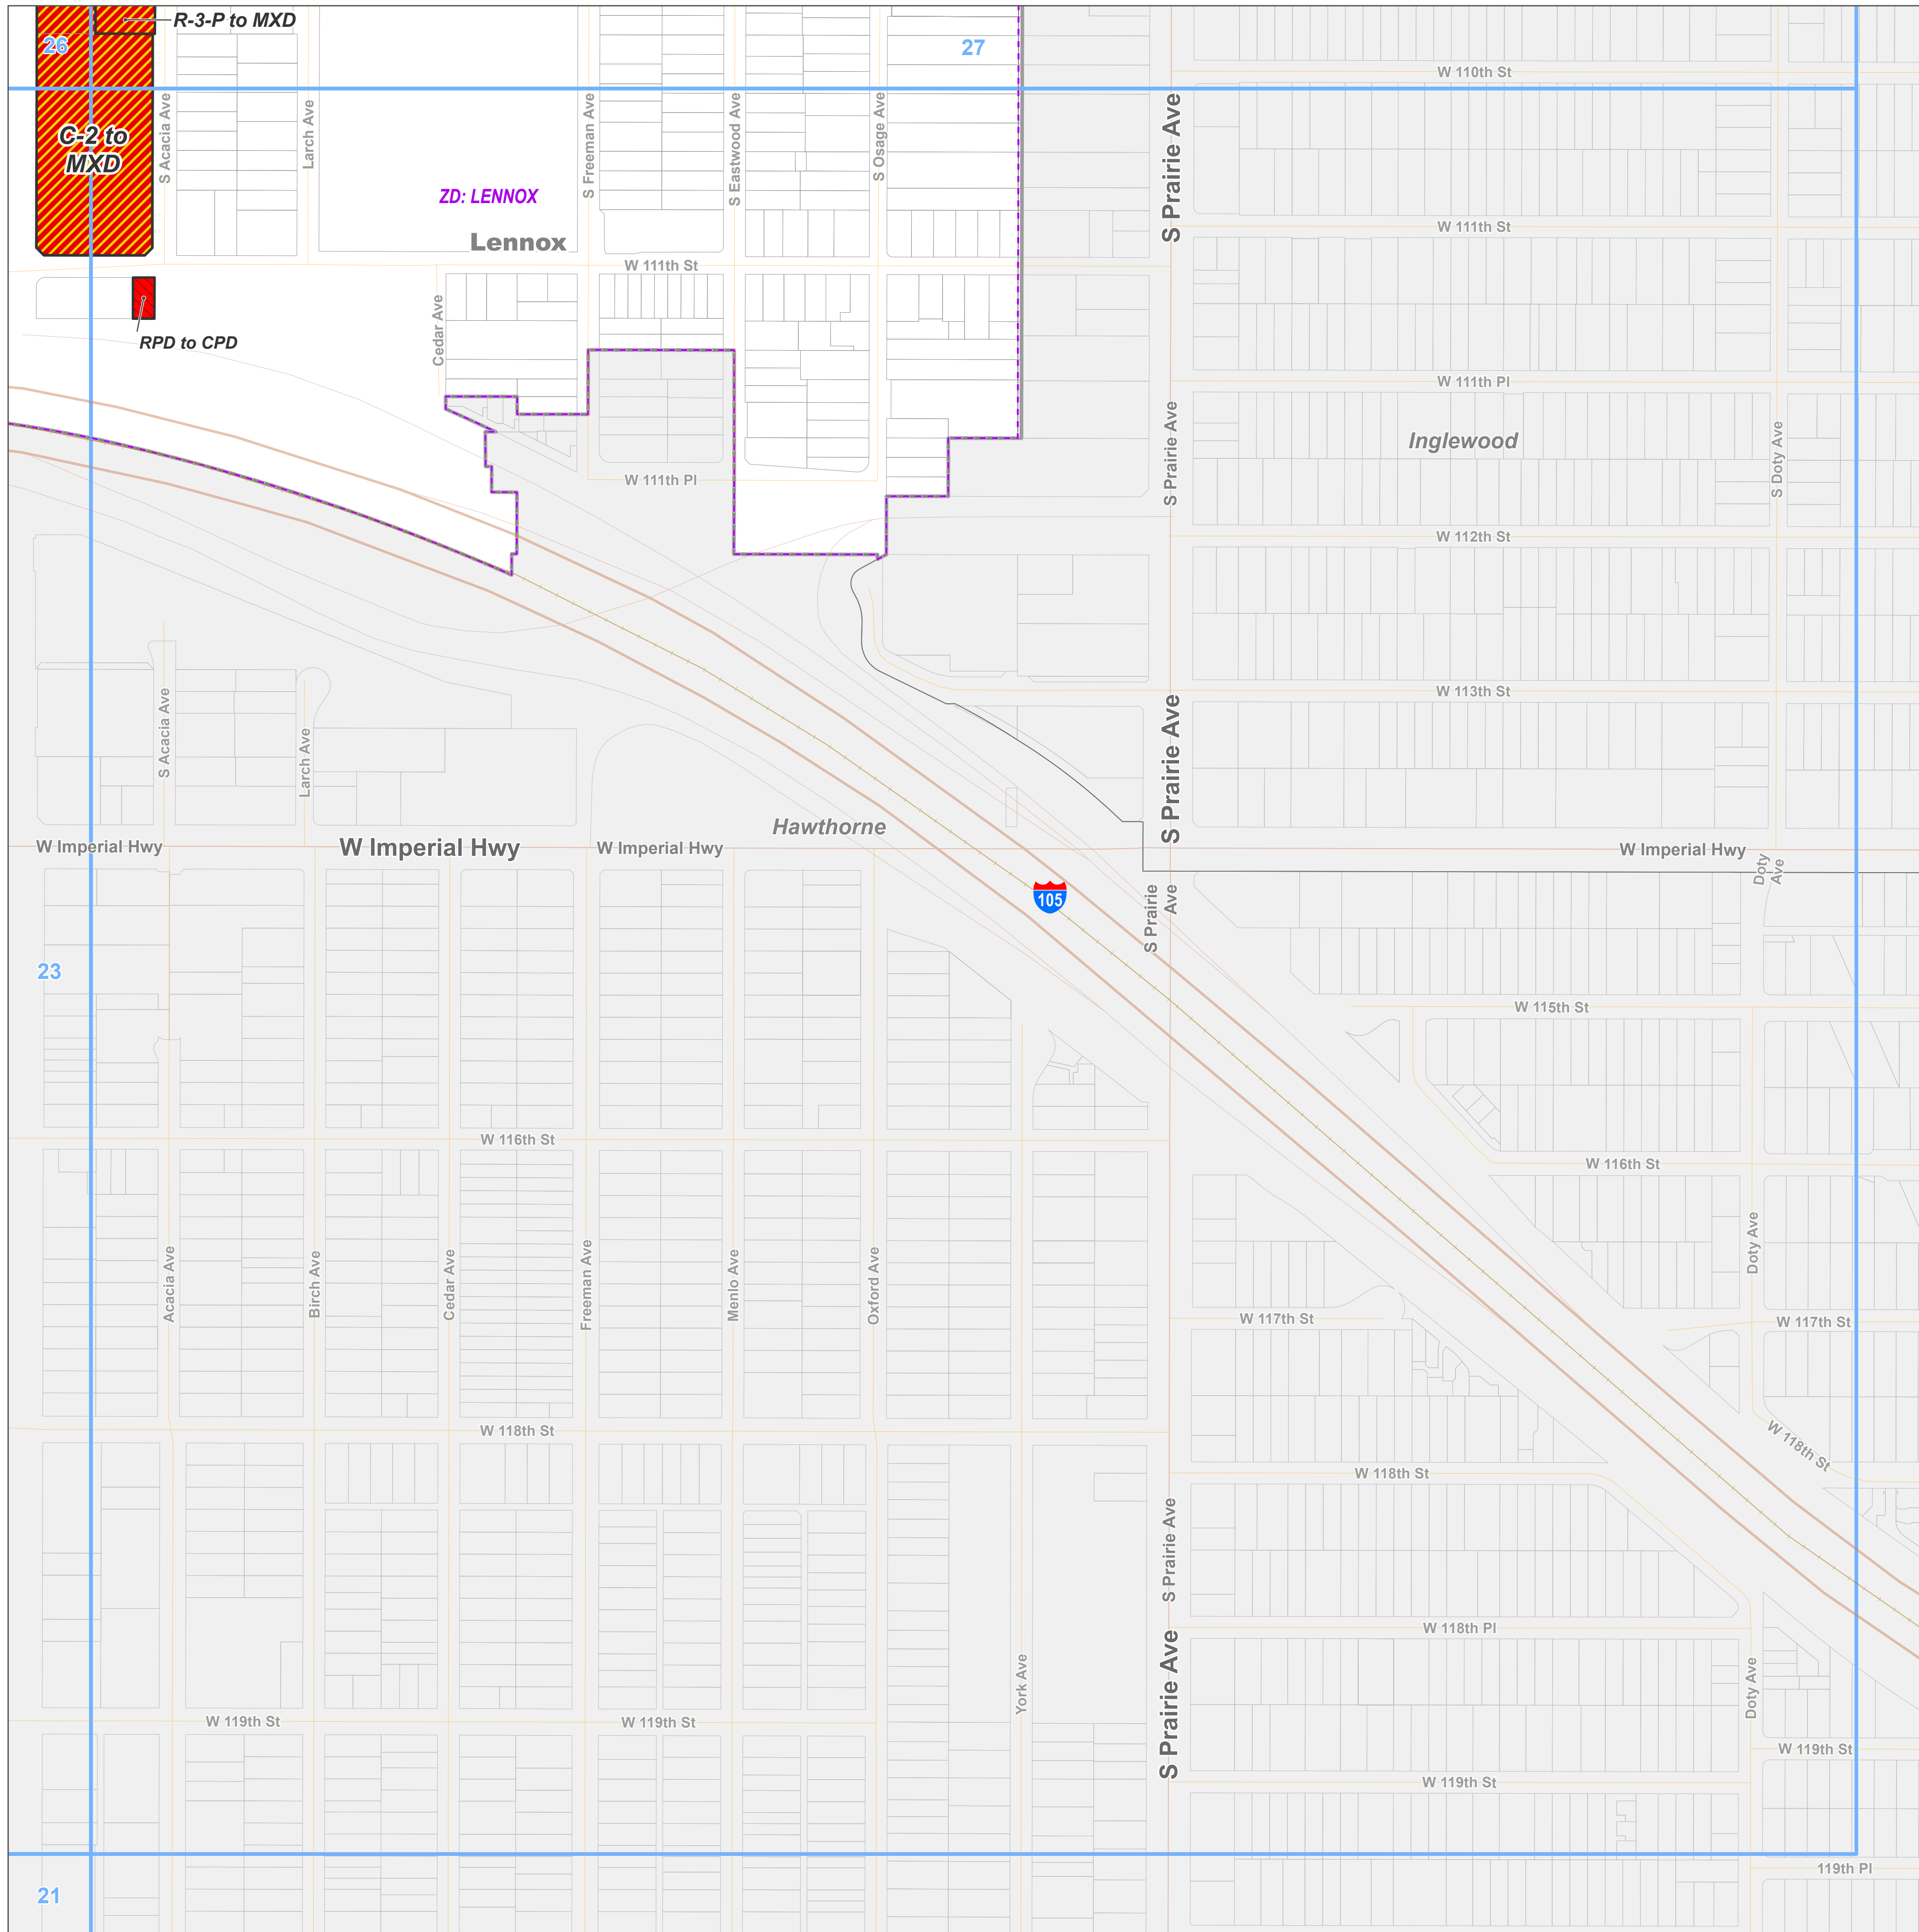 R-3-P to MXD
26
27
W 110th St
C-2 to
MXD
S Acacia Ave
Larch Ave
S Freeman Ave
S Eastwood Ave
S Osage Ave
S Prairie Ave
ZD: LENNOX
Lennox
W 111th St
W 111th St
RPD to CPD
Cedar Ave
W 111th Pl
S Prairie Ave
Inglewood
S Doty Ave
W 111th Pl
W 112th St
W 113th St
S Acacia Ave
Larch Ave
S Prairie Ave
Hawthorne
W Imperial Hwy
W Imperial Hwy
W Imperial Hwy
W Imperial Hwy
Doty
Ave
105
S Prairie
Ave
23
W 115th St
W 116th St
W 116th St
Acacia Ave
Birch Ave
Cedar Ave
Freeman Ave
Menlo Ave
Oxford Ave
Doty Ave
W 117th St
W 117th St
W 118th St
W 118th St
W 118th St
S Prairie Ave
W 118th Pl
York Ave
S Prairie Ave
Doty Ave
W 119th St
W 119th St
W 119th St
W 119th St
119th Pl
21